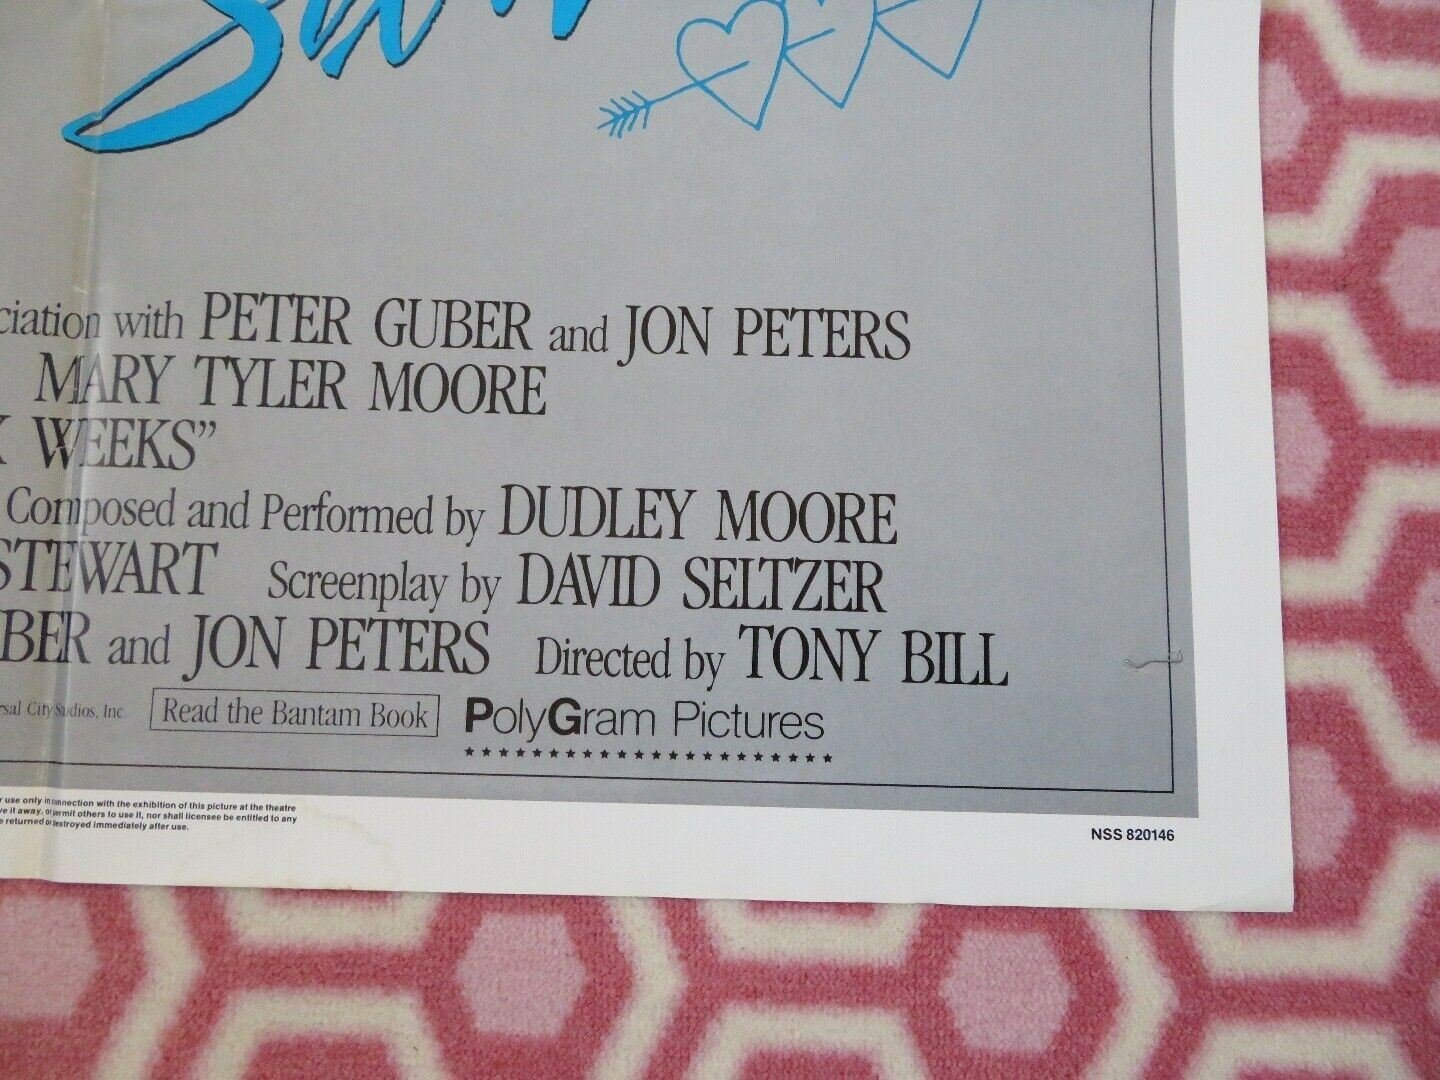 ciation with PETER GUBER and JON PETERS
MARY TYLER MOORE
WEEKS”
Composed and Performed by DUDLEY MOORE
STEWART Screenplay by DAVID SELTZER
BER and JON PETERS Directed by TONY BILL
rsal City Studios, Inc. Read the Bantam Book PolyGram Pictures
r use only in connection with the exhibition of this picture at the theatre
ve it away, or permit others to use it, nor shall licensee be entitled to any
e returned or destroyed immediately after use.
NSS 820146